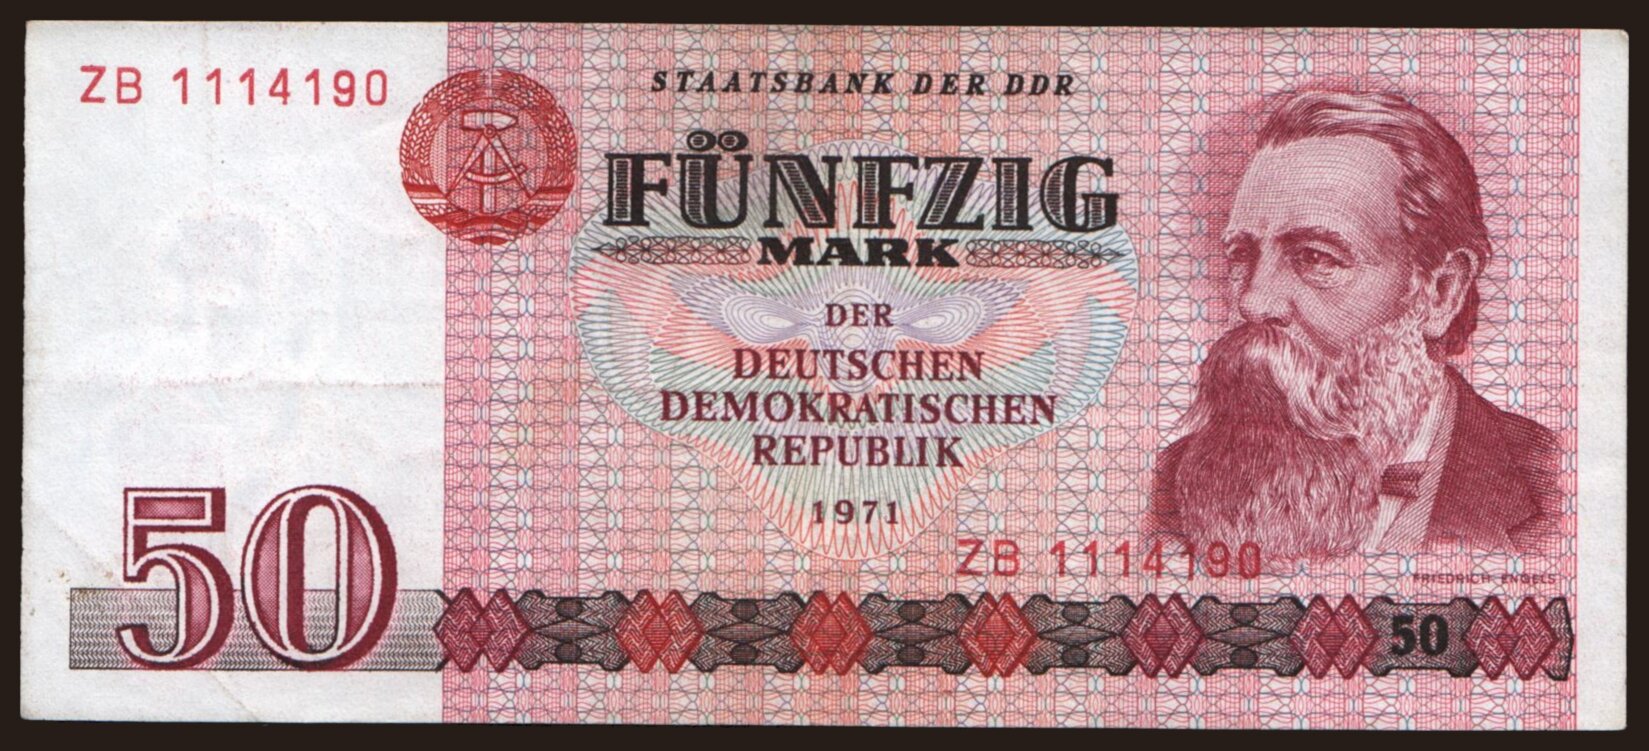 ZB 1114190
STAATSBANK DER DDR
FÜNFZIG
MARK
DER
DEUTSCHEN
DEMOKRATISCHEN
REPUBLIK
1971
ZB 1114190
FRIEDRICH ENGELS
50
50